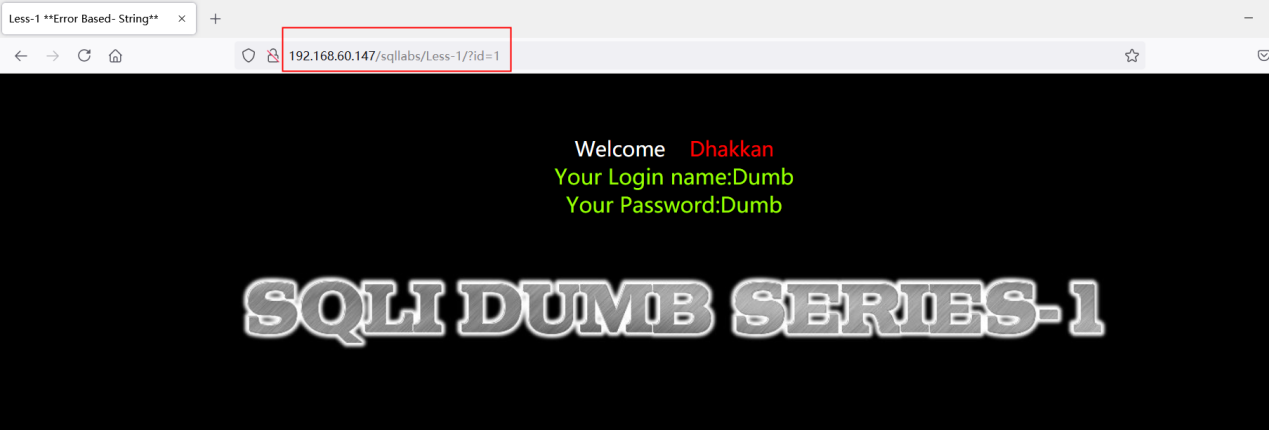 Less-1 **Error Based- String**
192.168.60.147/sqllabs/Less-1/?id=1
Welcome Dhakkan
Your Login name:Dumb
Your Password:Dumb
SQLI DUMB SERIES-1